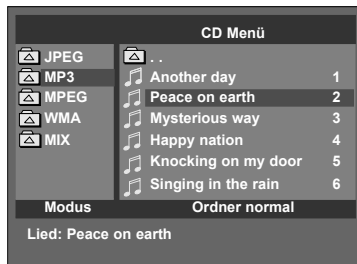 CD Menü
JPEG
MP3
MPEG
WMA
MIX
. .
Another day 1
Peace on earth 2
Mysterious way 3
Happy nation 4
Knocking on my door 5
Singing in the rain 6
Modus Ordner normal
Lied: Peace on earth